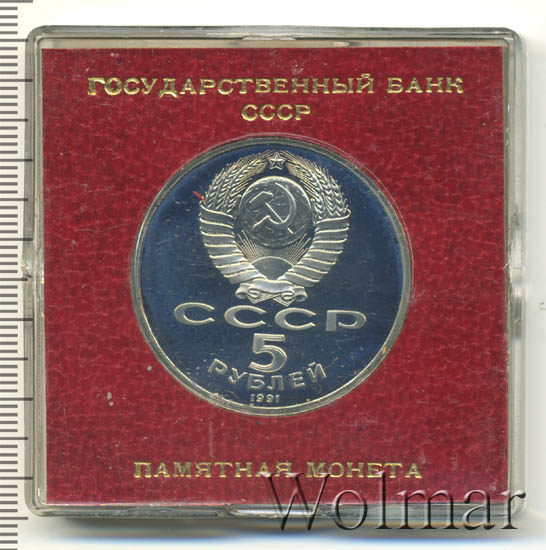 ГОСУДАРСТВЕННЫЙ БАНК
СССР
СССР
5
РУБЛЕЙ
1991
ПАМЯТНАЯ МОНЕТА
Wolmar